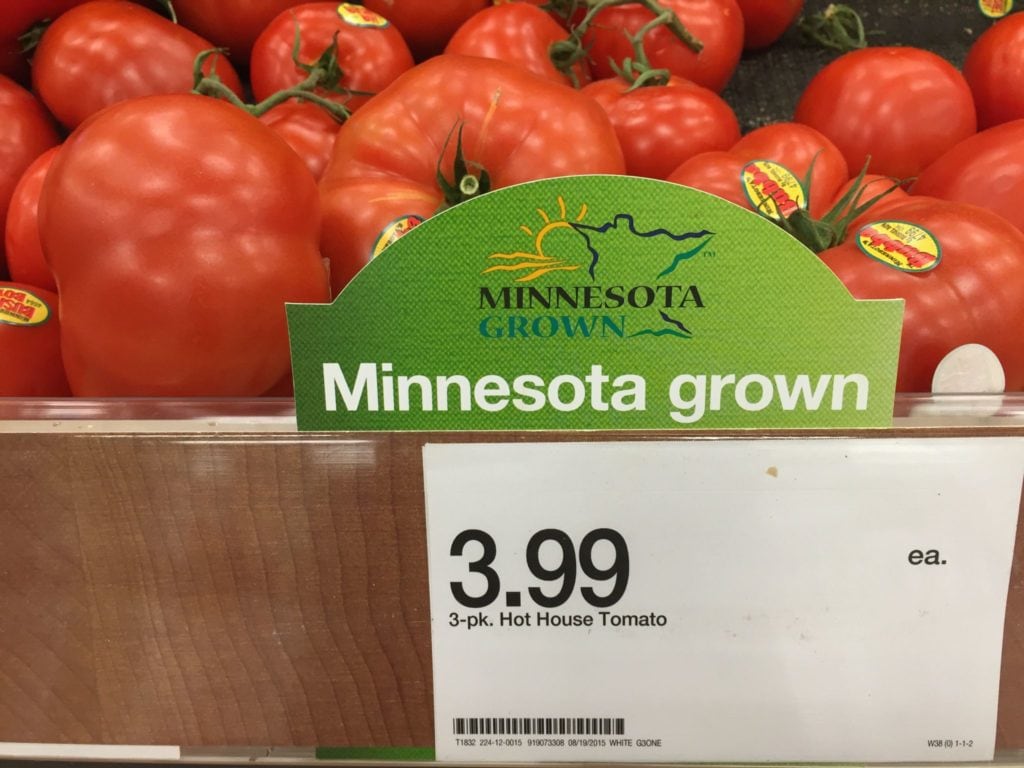 MINNESOTA
GROWN
TM
Minnesota grown
3.99
ea.
3-pk. Hot House Tomato
T1832 224-12-0015 919073308 08/19/2015 WHITE G3ONE
W38 (0) 1-1-2